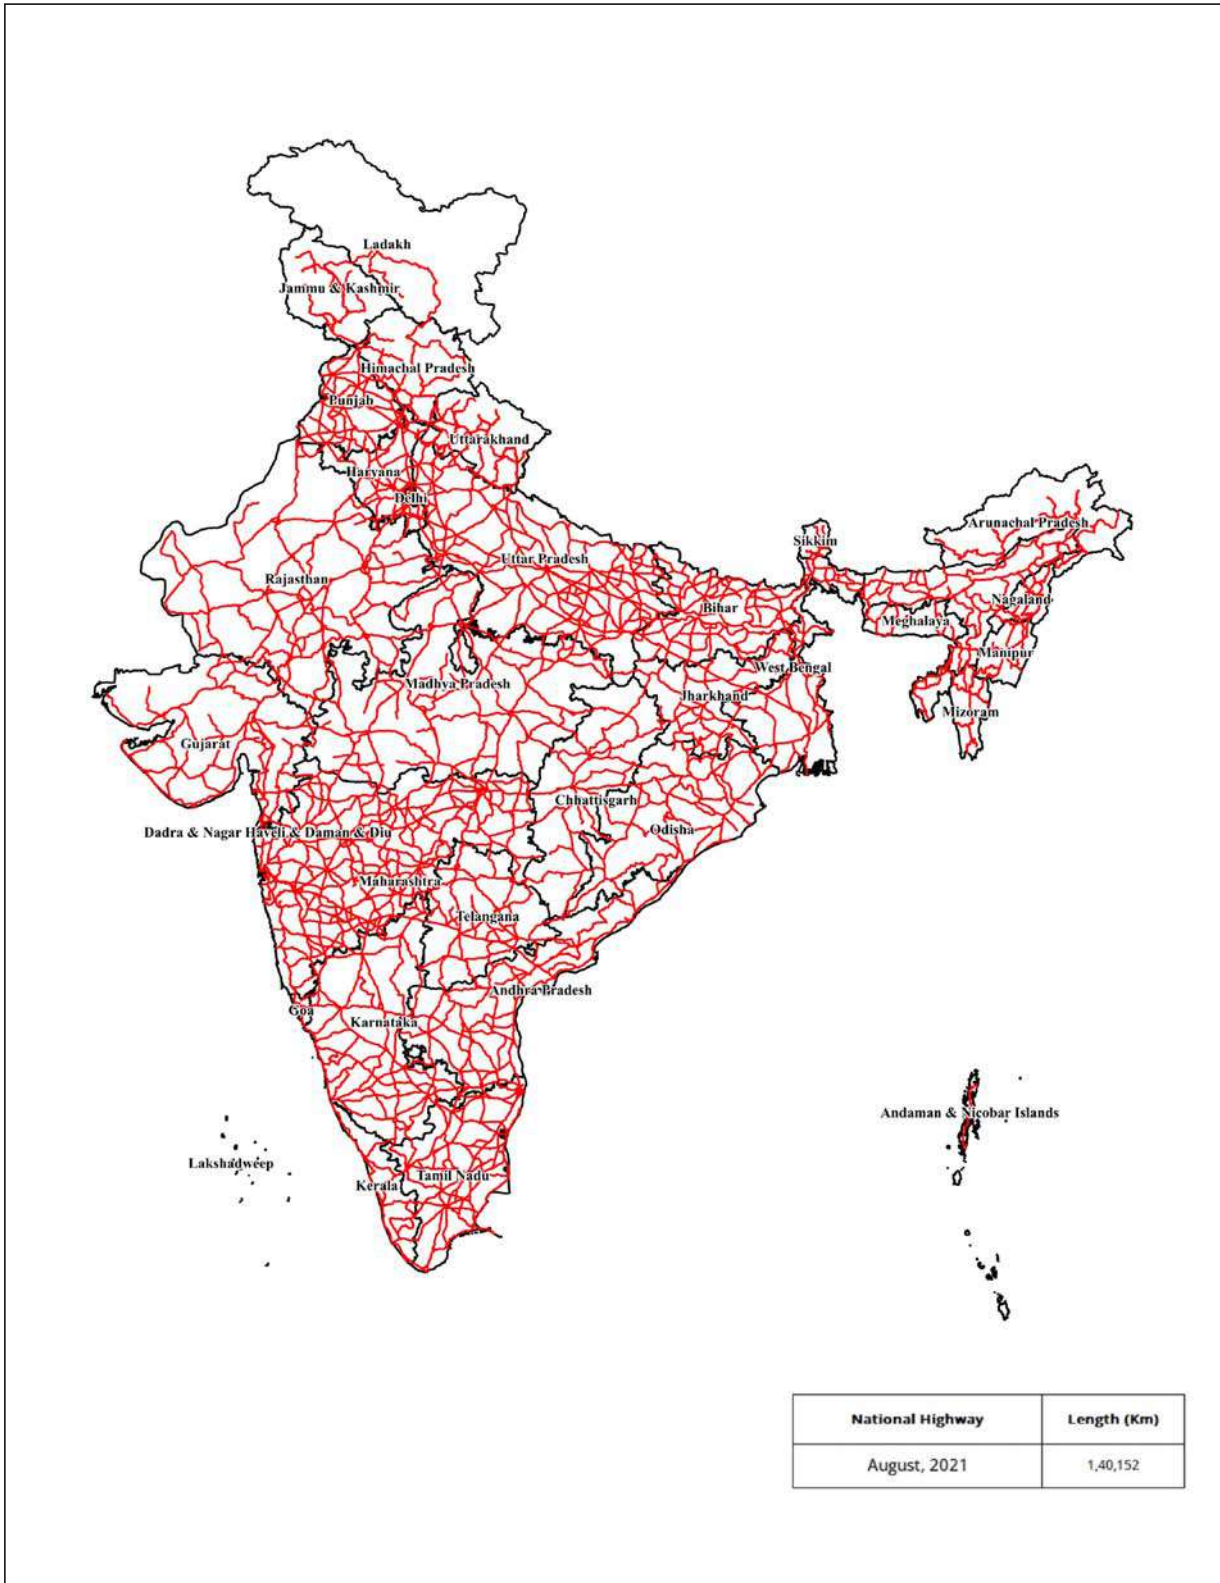 Ladakh
Jammu & Kashmir
Himachal Pradesh
Punjab
Uttarakhand
Haryana
Delhi
Arunachal Pradesh
Sikkim
Uttar Pradesh
Rajasthan
Nagaland
Bihar
Meghalaya
Manipur
West Bengal
Madhya Pradesh
Jharkhand
Mizoram
Gujarat
Chhattisgarh
Odisha
Dadra & Nagar Haveli & Daman & Diu
Maharashtra
Telangana
Andhra Pradesh
Goa
Karnataka
Andaman & Nicobar Islands
Lakshadweep
Tamil Nadu
Kerala
National Highway Length (Km)
August, 2021 1,40,152